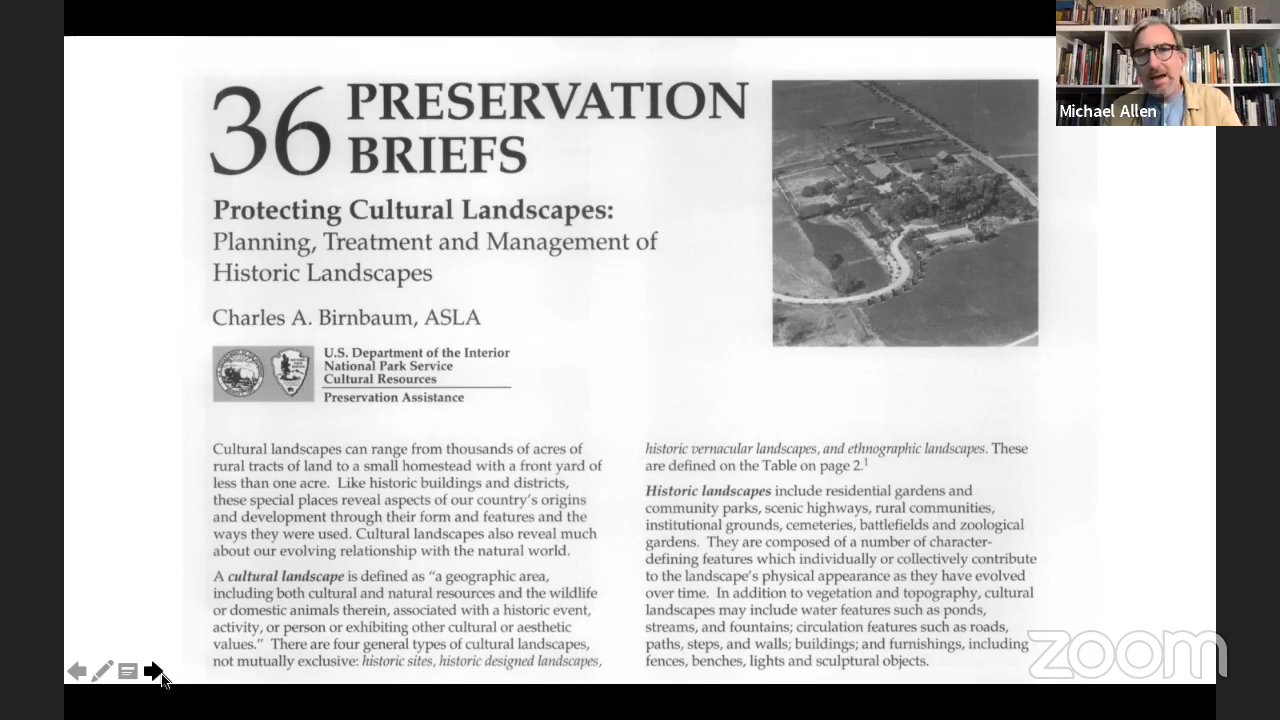 Michael Allen
36 PRESERVATION
BRIEFS
Protecting Cultural Landscapes:
Planning, Treatment and Management of
Historic Landscapes
Charles A. Birnbaum, ASLA
U.S. Department of the Interior
National Park Service
Cultural Resources
Preservation Assistance
Cultural landscapes can range from thousands of acres of
rural tracts of land to a small homestead with a front yard of
less than one acre. Like historic buildings and districts,
these special places reveal aspects of our country's origins
and development through their form and features and the
ways they were used. Cultural landscapes also reveal much
about our evolving relationship with the natural world.
A cultural landscape is defined as "a geographic area,
including both cultural and natural resources and the wildlife
or domestic animals therein, associated with a historic event,
activity, or person or exhibiting other cultural or aesthetic
values." There are four general types of cultural landscapes,
not mutually exclusive: historic sites, historic designed landscapes,
historic vernacular landscapes, and ethnographic landscapes. These
are defined on the Table on page 2.1
Historic landscapes include residential gardens and
community parks, scenic highways, rural communities,
institutional grounds, cemeteries, battlefields and zoological
gardens. They are composed of a number of character-
defining features which individually or collectively contribute
to the landscape's physical appearance as they have evolved
over time. In addition to vegetation and topography, cultural
landscapes may include water features such as ponds,
streams, and fountains; circulation features such as roads,
paths, steps, and walls; buildings; and furnishings, including
fences, benches, lights and sculptural objects.
zoom